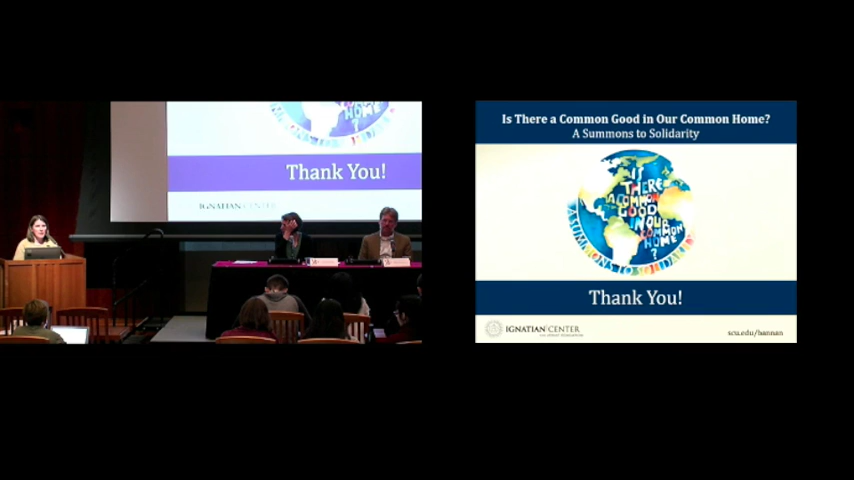 Thank You!
IGNATIAN CENTER
Is There a Common Good in Our Common Home?
A Summons to Solidarity
IS
THERE
A COMMON
GOOD
IN OUR
COMMON
HOME
?
A SUMMONS TO SOLIDARITY
Thank You!
IGNATIAN CENTER
scu.edu/bannan